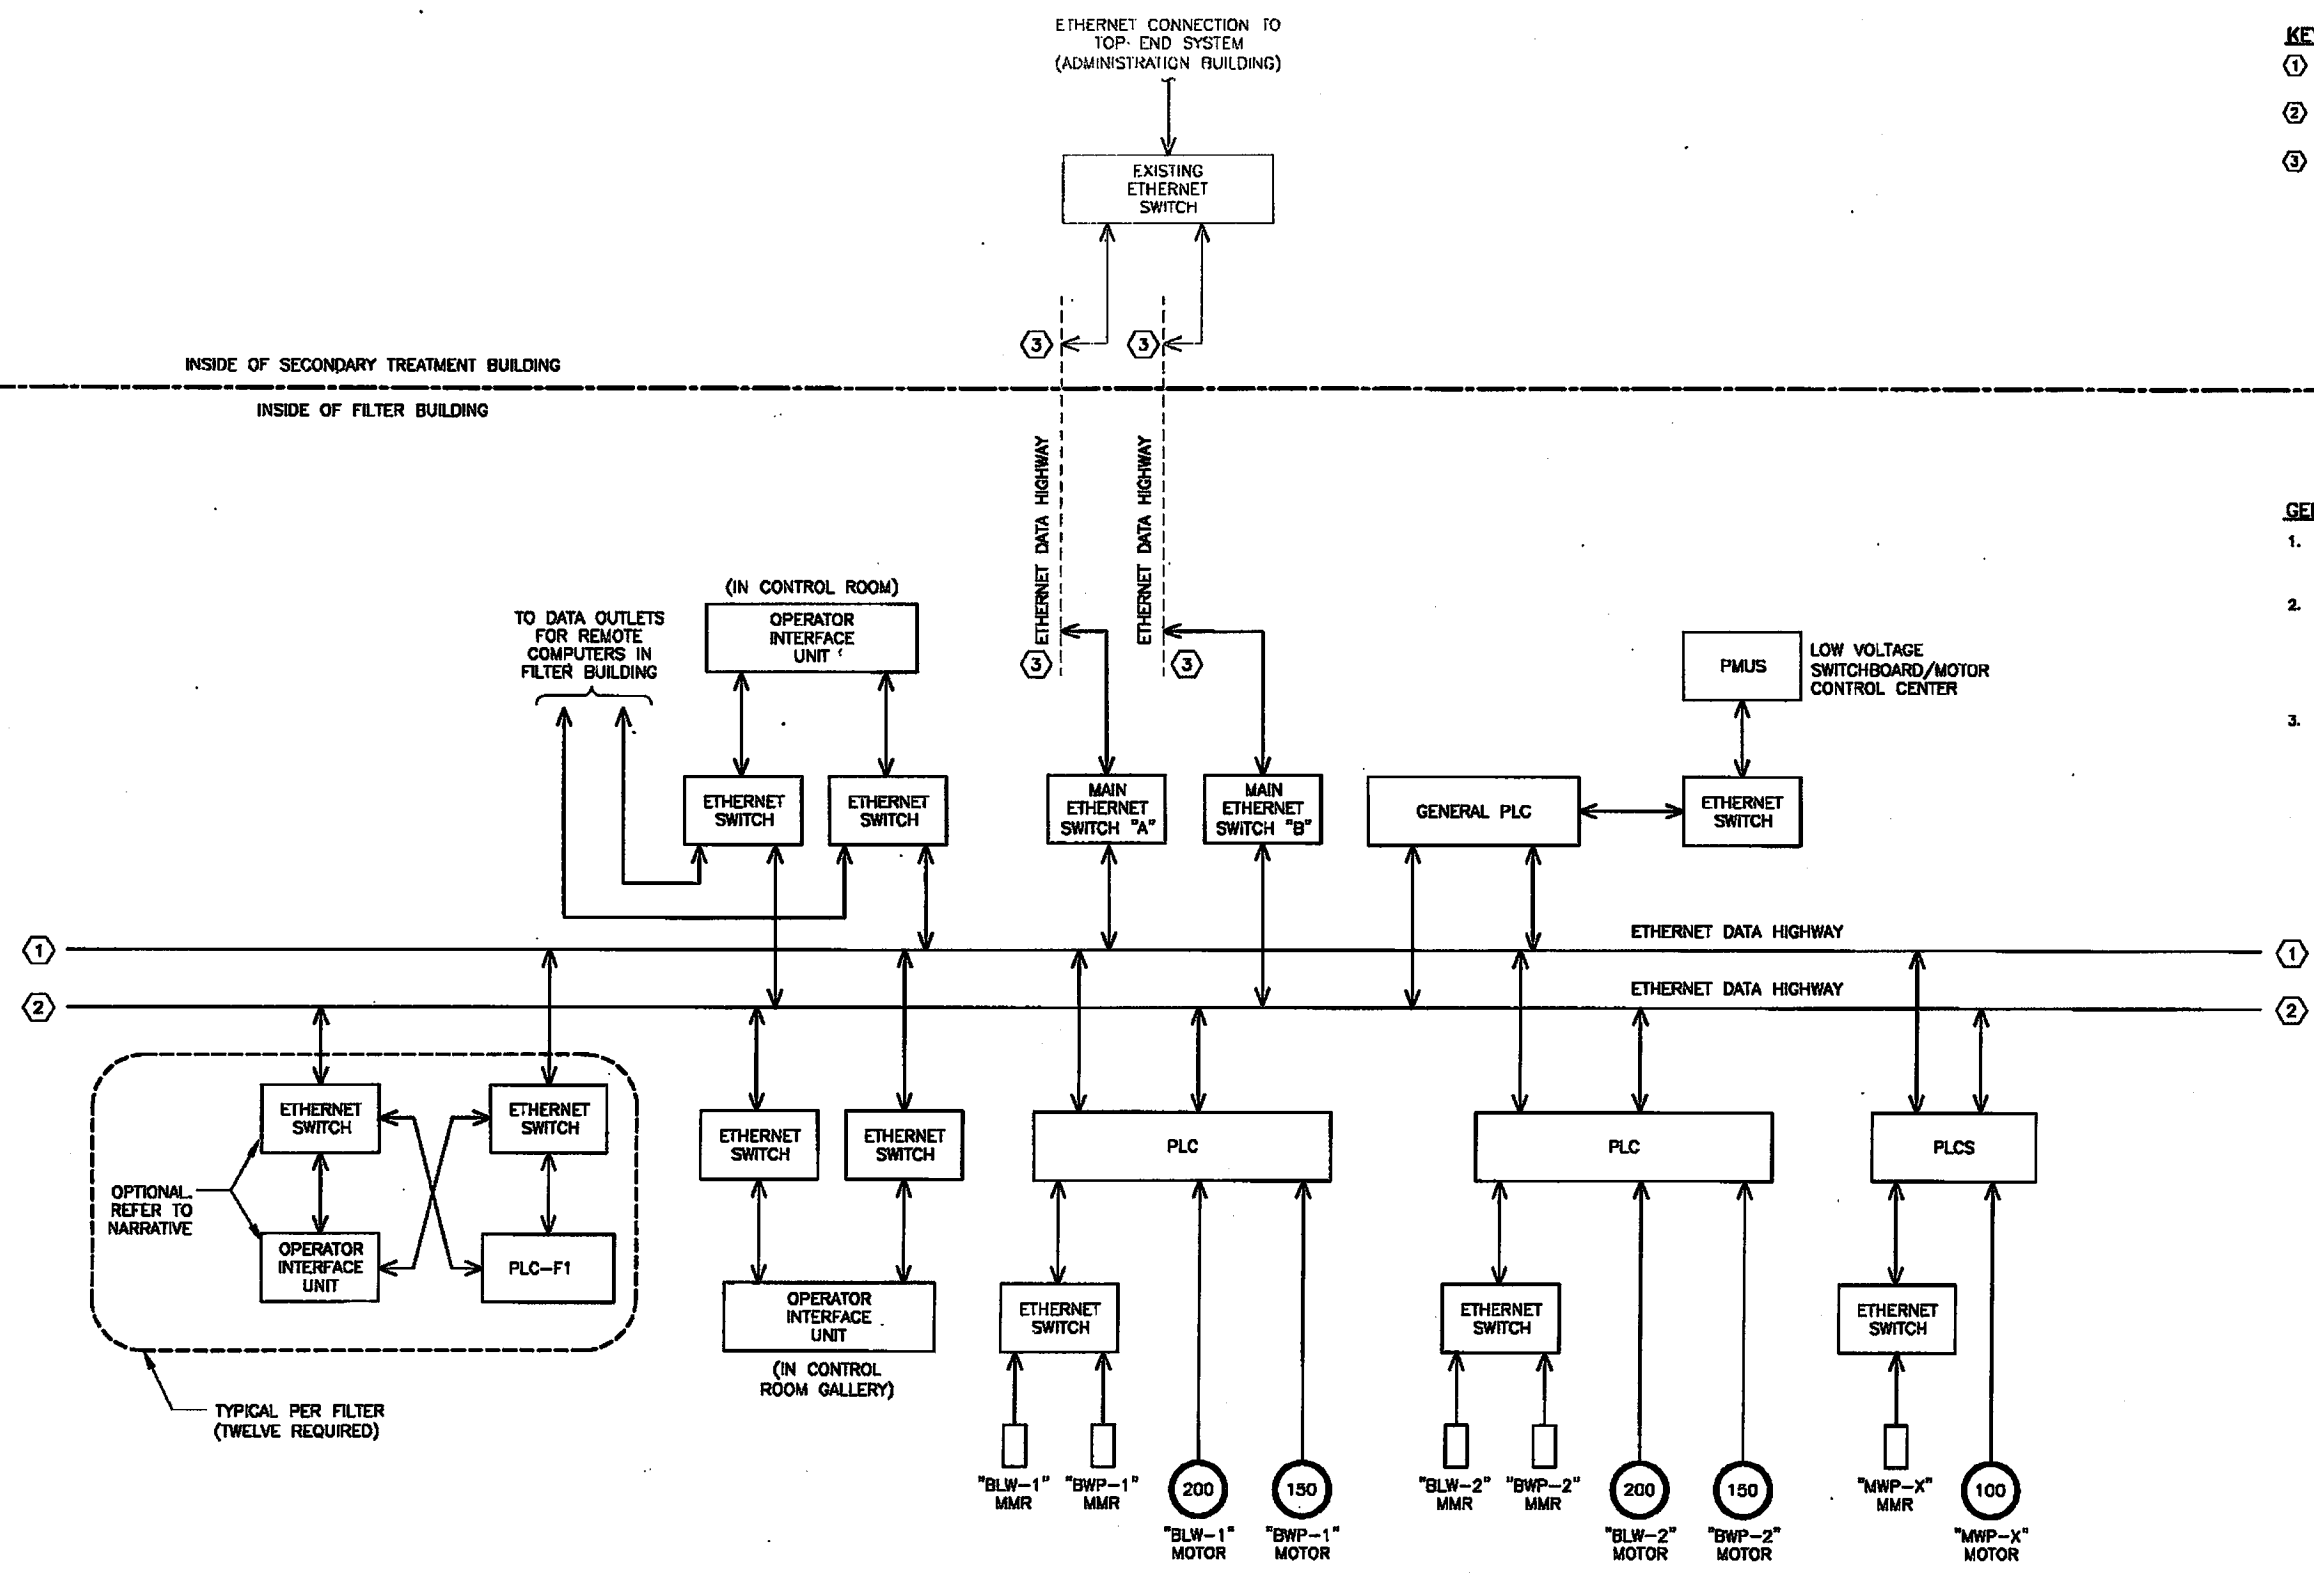 ETHERNET CONNECTION TO
TOP END SYSTEM
(ADMINISTRATION BUILDING)
KEY
1
2
3
EXISTING
ETHERNET
SWITCH
3
3
INSIDE OF SECONDARY TREATMENT BUILDING
INSIDE OF FILTER BUILDING
ETHERNET DATA HIGHWAY
ETHERNET DATA HIGHWAY
3
3
GE
1.
2.
3.
(IN CONTROL ROOM)
OPERATOR
INTERFACE
UNIT
TO DATA OUTLETS
FOR REMOTE
COMPUTERS IN
FILTER BUILDING
PMUS
LOW VOLTAGE
SWITCHBOARD/MOTOR
CONTROL CENTER
ETHERNET
SWITCH
ETHERNET
SWITCH
MAIN
ETHERNET
SWITCH "A"
MAIN
ETHERNET
SWITCH "B"
GENERAL PLC
ETHERNET
SWITCH
ETHERNET DATA HIGHWAY
1
1
ETHERNET DATA HIGHWAY
2
2
ETHERNET
SWITCH
ETHERNET
SWITCH
OPTIONAL.
REFER TO
NARRATIVE
OPERATOR
INTERFACE
UNIT
PLC-F1
TYPICAL PER FILTER
(TWELVE REQUIRED)
ETHERNET
SWITCH
ETHERNET
SWITCH
OPERATOR
INTERFACE
UNIT
(IN CONTROL
ROOM GALLERY)
PLC
ETHERNET
SWITCH
"BLW-1"
MMR
"BWP-1"
MMR
200
"BLW-1"
MOTOR
150
"BWP-1"
MOTOR
PLC
ETHERNET
SWITCH
"BLW-2"
MMR
"BWP-2"
MMR
200
"BLW-2"
MOTOR
150
"BWP-2"
MOTOR
PLCS
ETHERNET
SWITCH
"MWP-X"
MMR
100
"MWP-X"
MOTOR